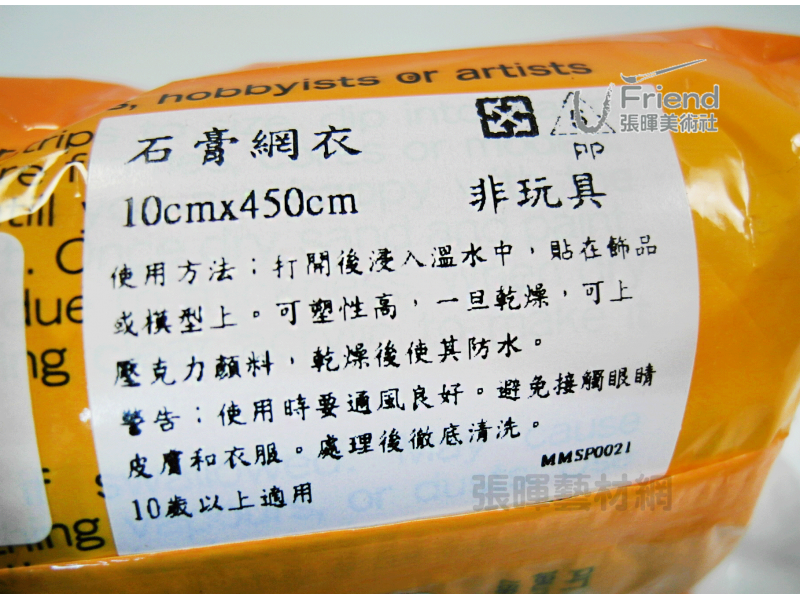 hobbyists or artists
石膏網衣
5
PP
10cmx450cm
非玩具
使用方法：打開後浸入溫水中，貼在飾品
或模型上。可塑性高，一旦乾燥，可上
壓克力顏料，乾燥後使其防水。
警告：使用時要通風良好。避免接觸眼睛
皮膚和衣服。處理後徹底清洗。
MMSP0021
10歲以上適用
Friend
張暉美術社
張暉藝材網